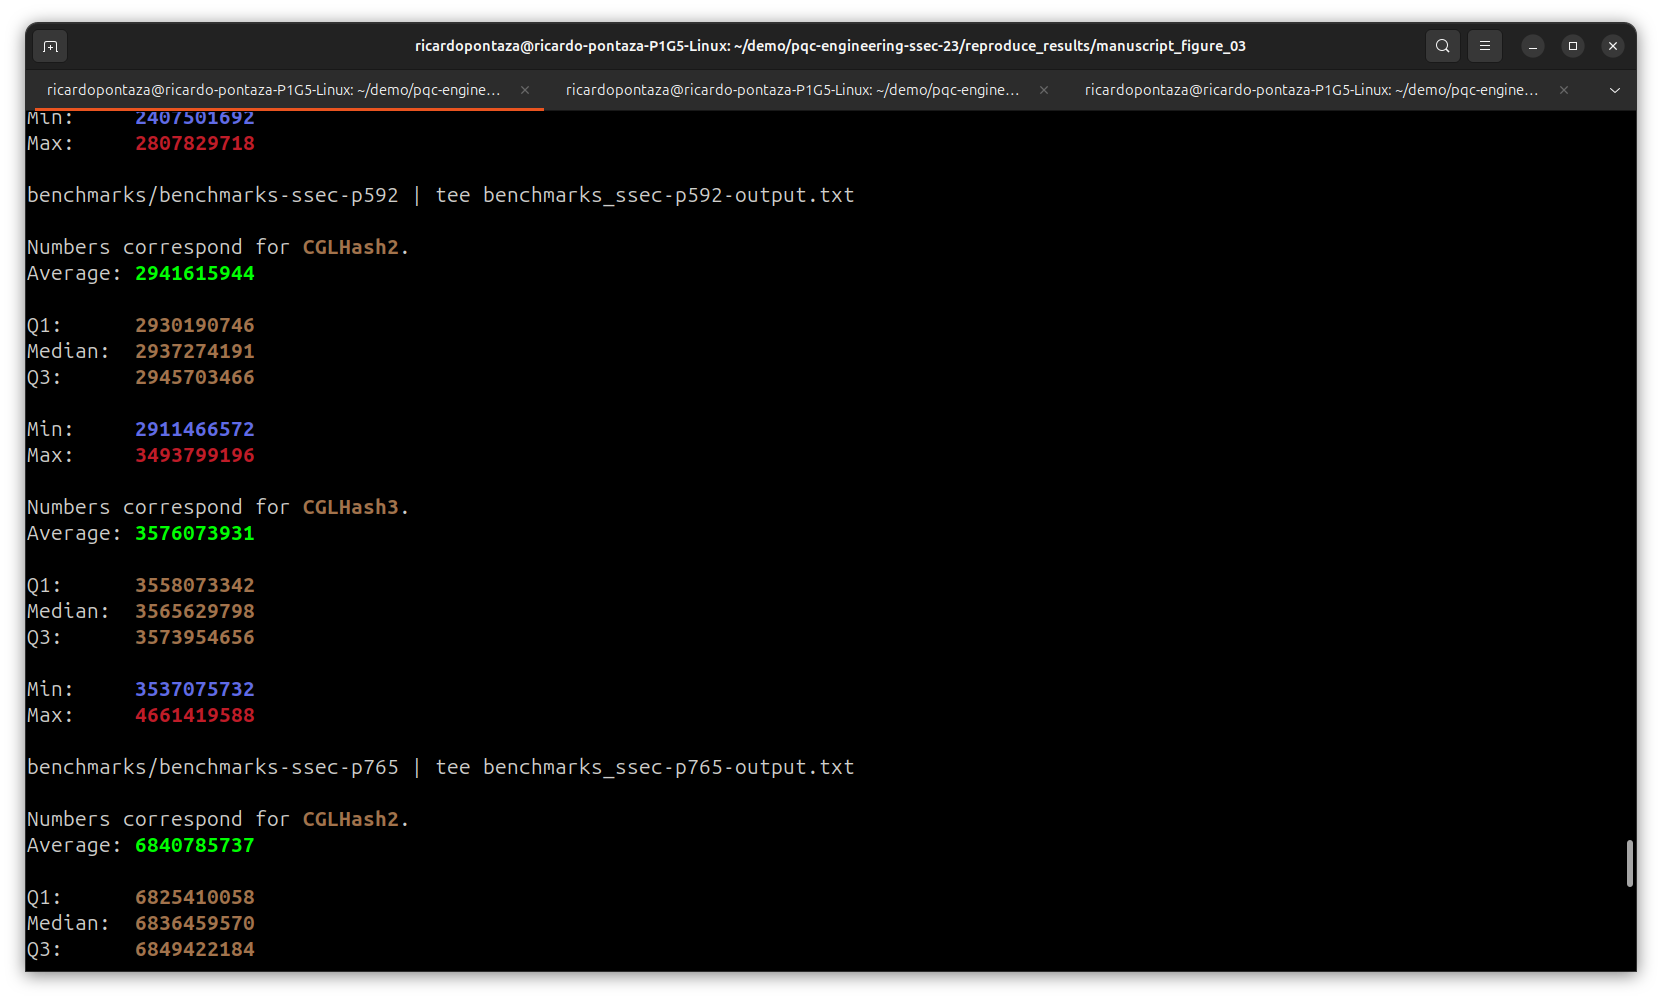 ricardopontaza@ricardo-pontaza-P1G5-Linux: ~/demo/pqc-engineering-ssec-23/reproduce_results/manuscript_figure_03
ricardopontaza@ricardo-pontaza-P1G5-Linux: ~/demo/pqc-engine… ricardopontaza@ricardo-pontaza-P1G5-Linux: ~/demo/pqc-engine… ricardopontaza@ricardo-pontaza-P1G5-Linux: ~/demo/pqc-engine…
Min: 2407501692
Max: 2807829718
benchmarks/benchmarks-ssec-p592 | tee benchmarks_ssec-p592-output.txt
Numbers correspond for CGLHash2.
Average: 2941615944
Q1: 2930190746
Median: 2937274191
Q3: 2945703466
Min: 2911466572
Max: 3493799196
Numbers correspond for CGLHash3.
Average: 3576073931
Q1: 3558073342
Median: 3565629798
Q3: 3573954656
Min: 3537075732
Max: 4661419588
benchmarks/benchmarks-ssec-p765 | tee benchmarks_ssec-p765-output.txt
Numbers correspond for CGLHash2.
Average: 6840785737
Q1: 6825410058
Median: 6836459570
Q3: 6849422184